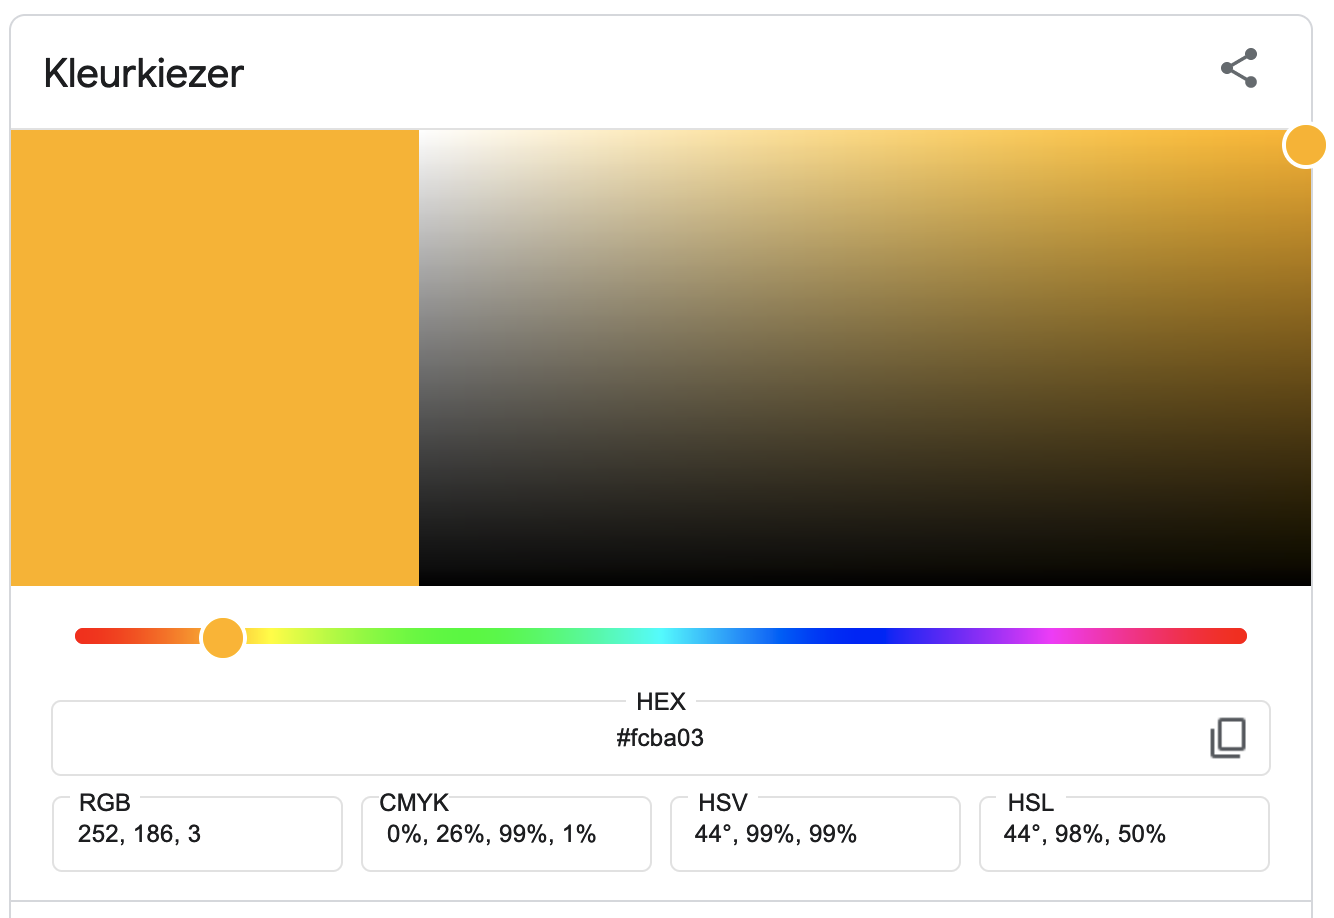 Kleurkiezer
HEX
#fcba03
RGB
252, 186, 3
CMYK
0%, 26%, 99%, 1%
HSV
44°, 99%, 99%
HSL
44°, 98%, 50%